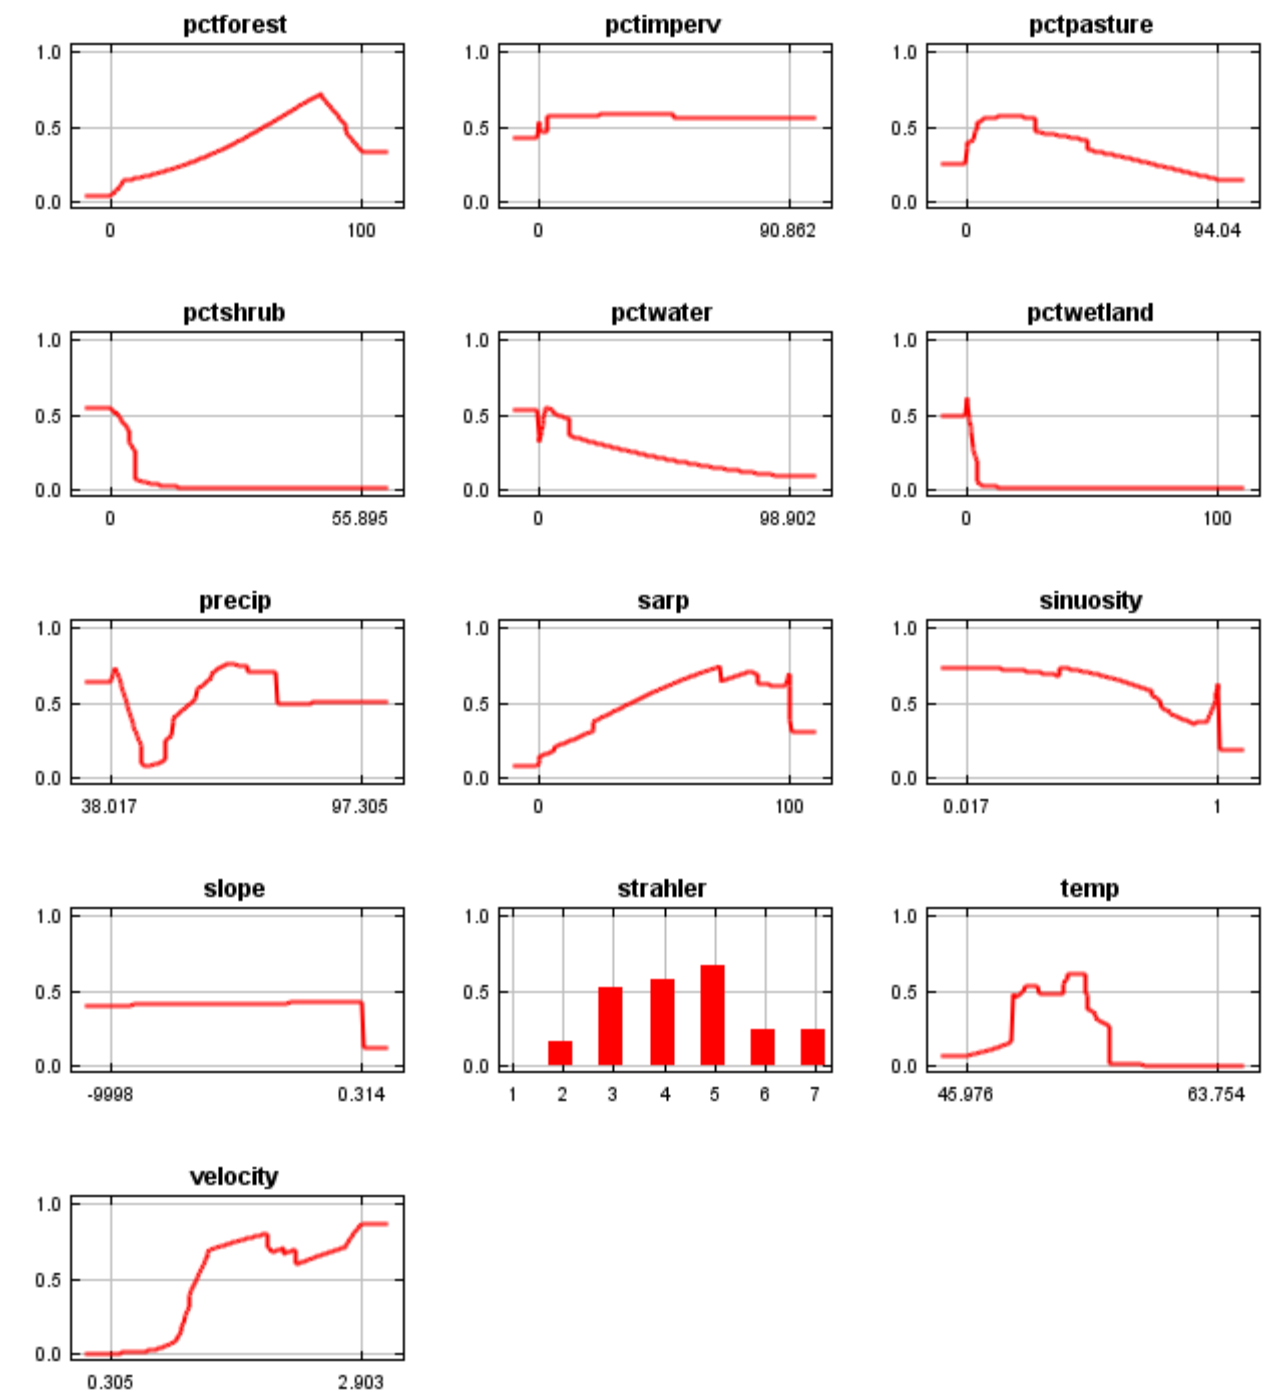 pctforest pctimperv pctpasture
1.0 1.0 1.0
0.5 0.5 0.5
0.0 0.0 0.0
0 100 0 90.862 0 94.04
pctshrub pctwater pctwetland
1.0 1.0 1.0
0.5 0.5 0.5
0.0 0.0 0.0
0 55.895 0 98.902 0 100
precip sarp sinuosity
1.0 1.0 1.0
0.5 0.5 0.5
0.0 0.0 0.0
38.017 97.305 0 100 0.017 1
slope strahler temp
1.0 1.0 1.0
0.5 0.5 0.5
0.0 0.0 0.0
-9998 0.314 1 2 3 4 5 6 7 45.976 63.754
velocity
1.0
0.5
0.0
0.305 2.903